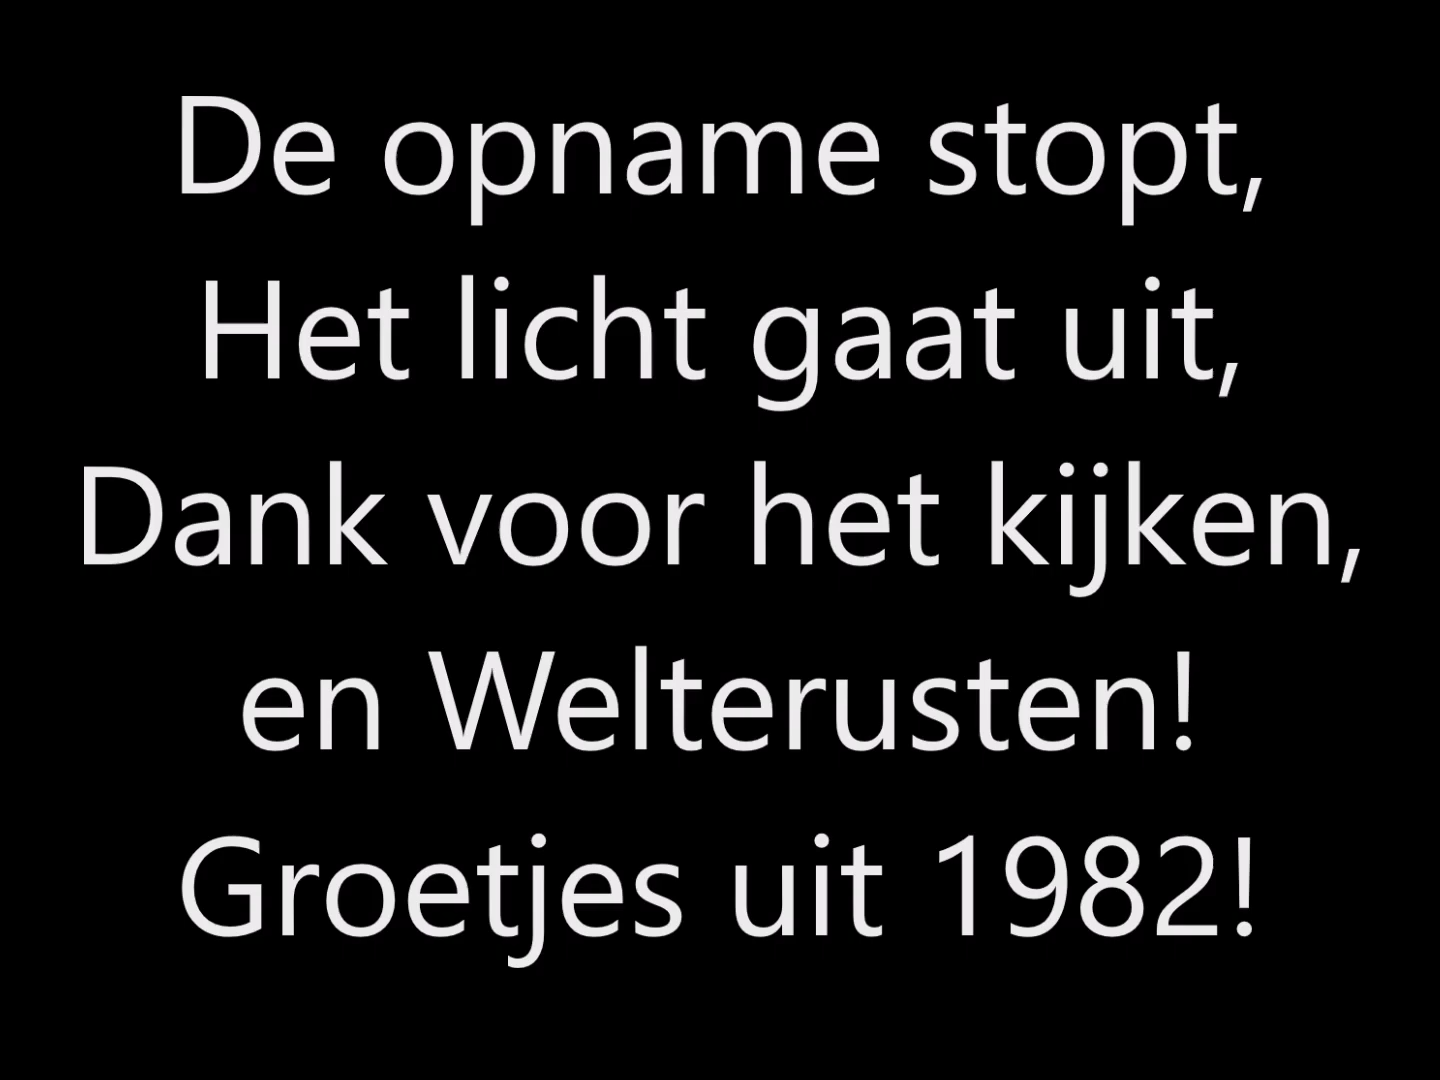 De opname stopt,
Het licht gaat uit,
Dank voor het kijken,
en Welterusten!
Groetjes uit 1982!